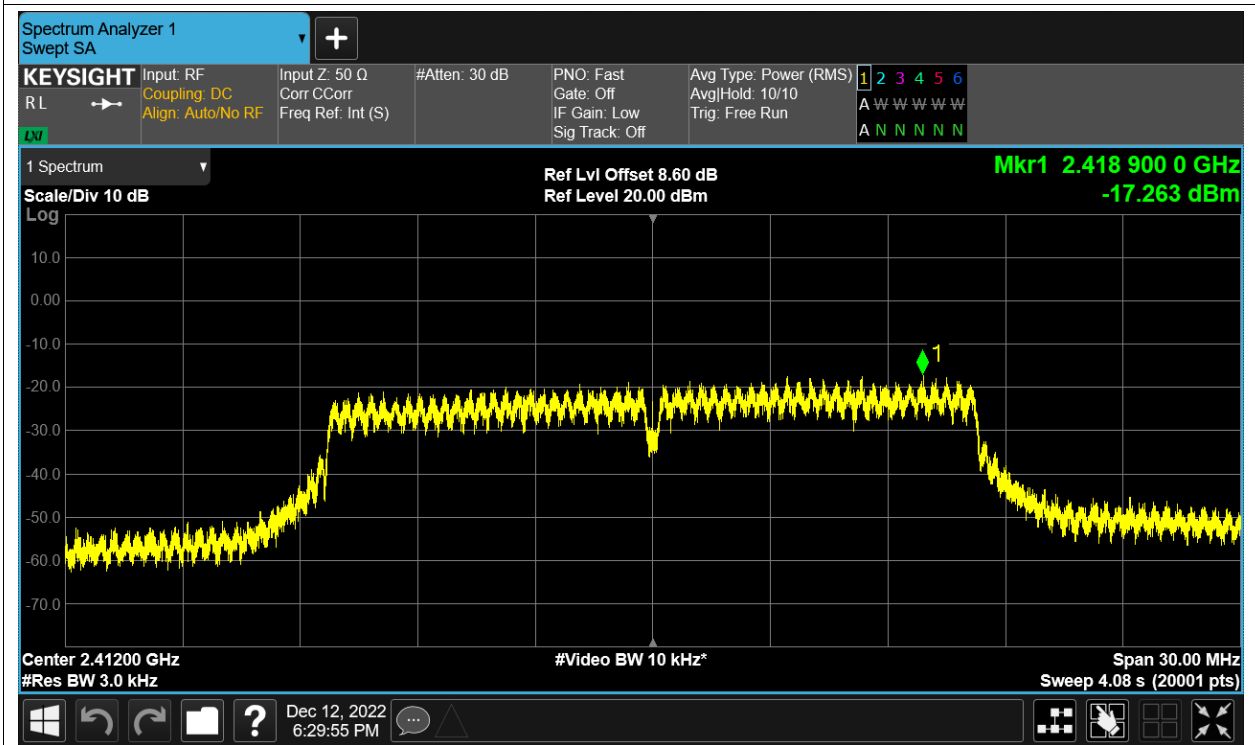 Spectrum Analyzer 1
Swept SA
KEYSIGHT
R L
LXI
Input: RF
Coupling: DC
Align: Auto/No RF
Input Z: 50 Ω
Corr CCorr
Freq Ref: Int (S)
#Atten: 30 dB
PNO: Fast
Gate: Off
IF Gain: Low
Sig Track: Off
Avg Type: Power (RMS)
Avg|Hold: 10/10
Trig: Free Run
1 2 3 4 5 6
A W W W W W
A N N N N N
1 Spectrum
Scale/Div 10 dB
Log
Ref Lvl Offset 8.60 dB
Ref Level 20.00 dBm
Mkr1 2.418 900 0 GHz
-17.263 dBm
10.0
0.00
-10.0
1
-20.0
-30.0
-40.0
-50.0
-60.0
-70.0
Center 2.41200 GHz
#Res BW 3.0 kHz
#Video BW 10 kHz*
Span 30.00 MHz
Sweep 4.08 s (20001 pts)
?
Dec 12, 2022
6:29:55 PM